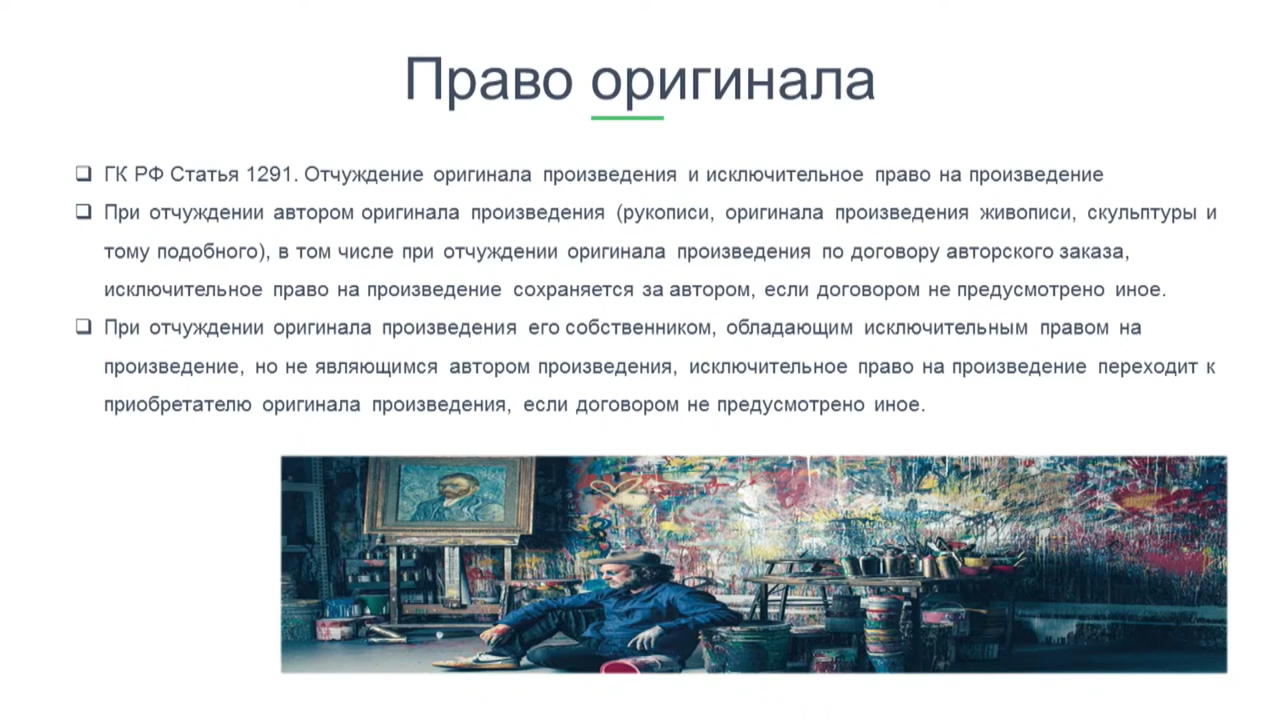 Право оригинала
ГК РФ Статья 1291. Отчуждение оригинала произведения и исключительное право на произведение
При отчуждении автором оригинала произведения (рукописи, оригинала произведения живописи, скульптуры и
тому подобного), в том числе при отчуждении оригинала произведения по договору авторского заказа,
исключительное право на произведение сохраняется за автором, если договором не предусмотрено иное.
При отчуждении оригинала произведения его собственником, обладающим исключительным правом на
произведение, но не являющимся автором произведения, исключительное право на произведение переходит к
приобретателю оригинала произведения, если договором не предусмотрено иное.